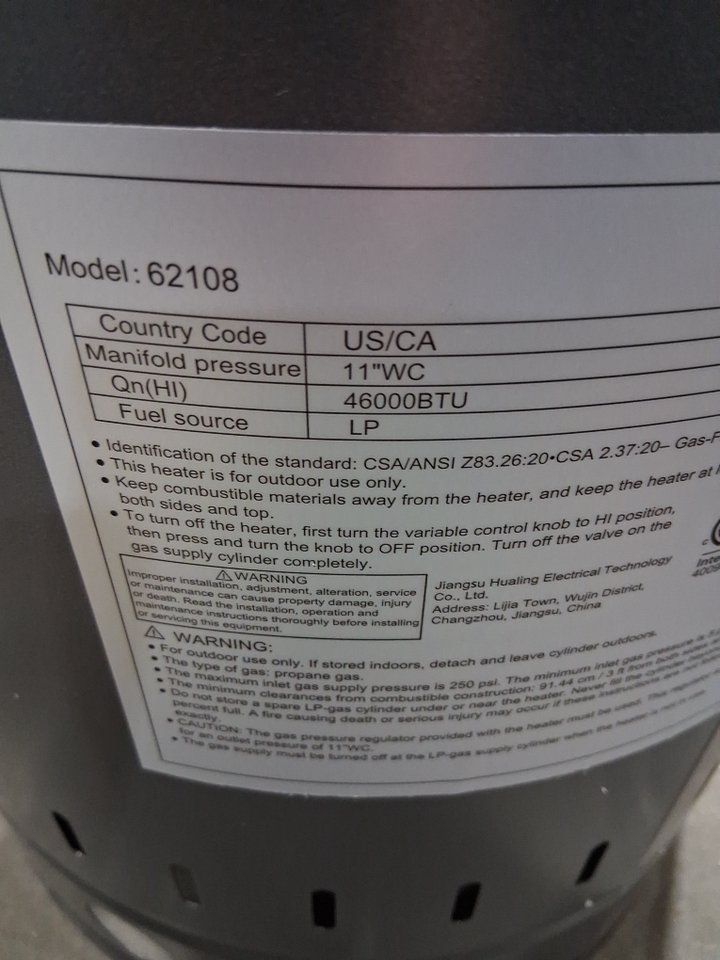 Model: 62108
Country Code US/CA
Manifold pressure 11"WC
Qn(HI) 46000BTU
Fuel source LP
• Identification of the standard: CSA/ANSI Z83.26:20•CSA 2.37:20– Gas-
• This heater is for outdoor use only.
• Keep combustible materials away from the heater, and keep the heater at
both sides and top.
• To turn off the heater, first turn the variable control knob to HI position,
then press and turn the knob to OFF position. Turn off the valve on the
gas supply cylinder completely.
WARNING
Improper installation, adjustment, alteration, service
or maintenance can cause property damage, injury
or death. Read the installation, operation and
maintenance instructions thoroughly before installing
or servicing this equipment.
Jiangsu Hualing Electrical Technology
Co., Ltd.
Address: Lijia Town, Wujin District,
Changzhou, Jiangsu, China
c
Inte
4009
WARNING:
• For outdoor use only. If stored indoors, detach and leave cylinder outdoors.
• The type of gas: propane gas.
• The maximum inlet gas supply pressure is 250 psi. The minimum inlet gas pressure is
• The minimum clearances from combustible construction: 91.44 cm / 3 ft from both sides
• Do not store a spare LP-gas cylinder under or near the heater. Never fill the cylinder
percent full. A fire causing death or serious injury may occur if these instructions are not
exactly.
• CAUTION: The gas pressure regulator provided with the heater must be used. This
for an outlet pressure of 11"WC.
• The gas supply must be turned off at the LP-gas supply cylinder when the heater is not in use.